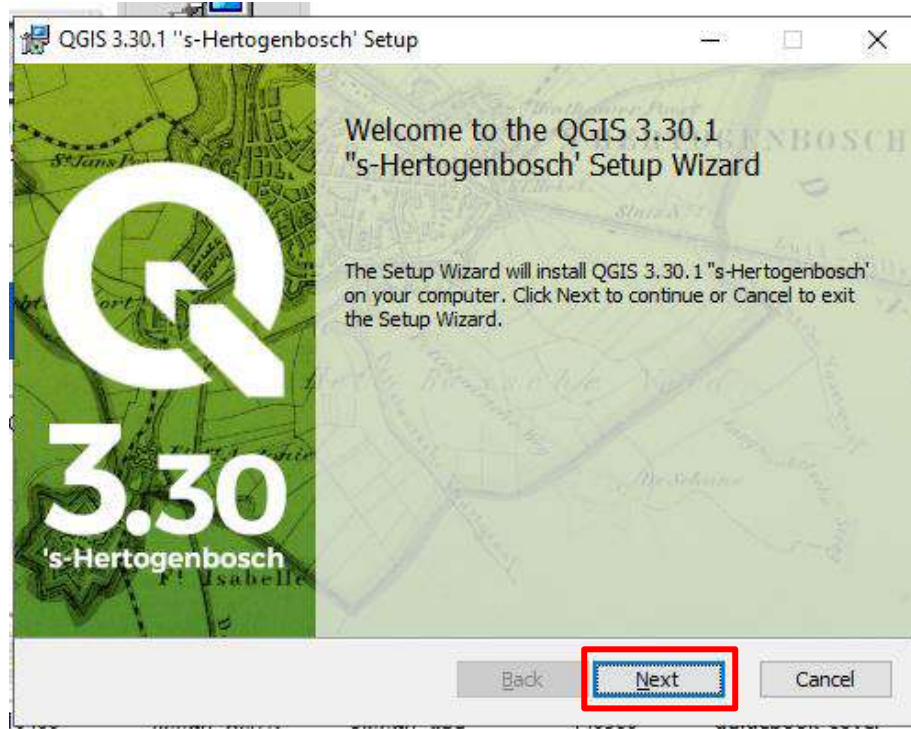 QGIS 3.30.1 ''s-Hertogenbosch' Setup
Welcome to the QGIS 3.30.1
''s-Hertogenbosch' Setup Wizard
The Setup Wizard will install QGIS 3.30.1 ''s-Hertogenbosch'
on your computer. Click Next to continue or Cancel to exit
the Setup Wizard.
3.30
's-Hertogenbosch
Ft Isabelle
Back
Next
Cancel